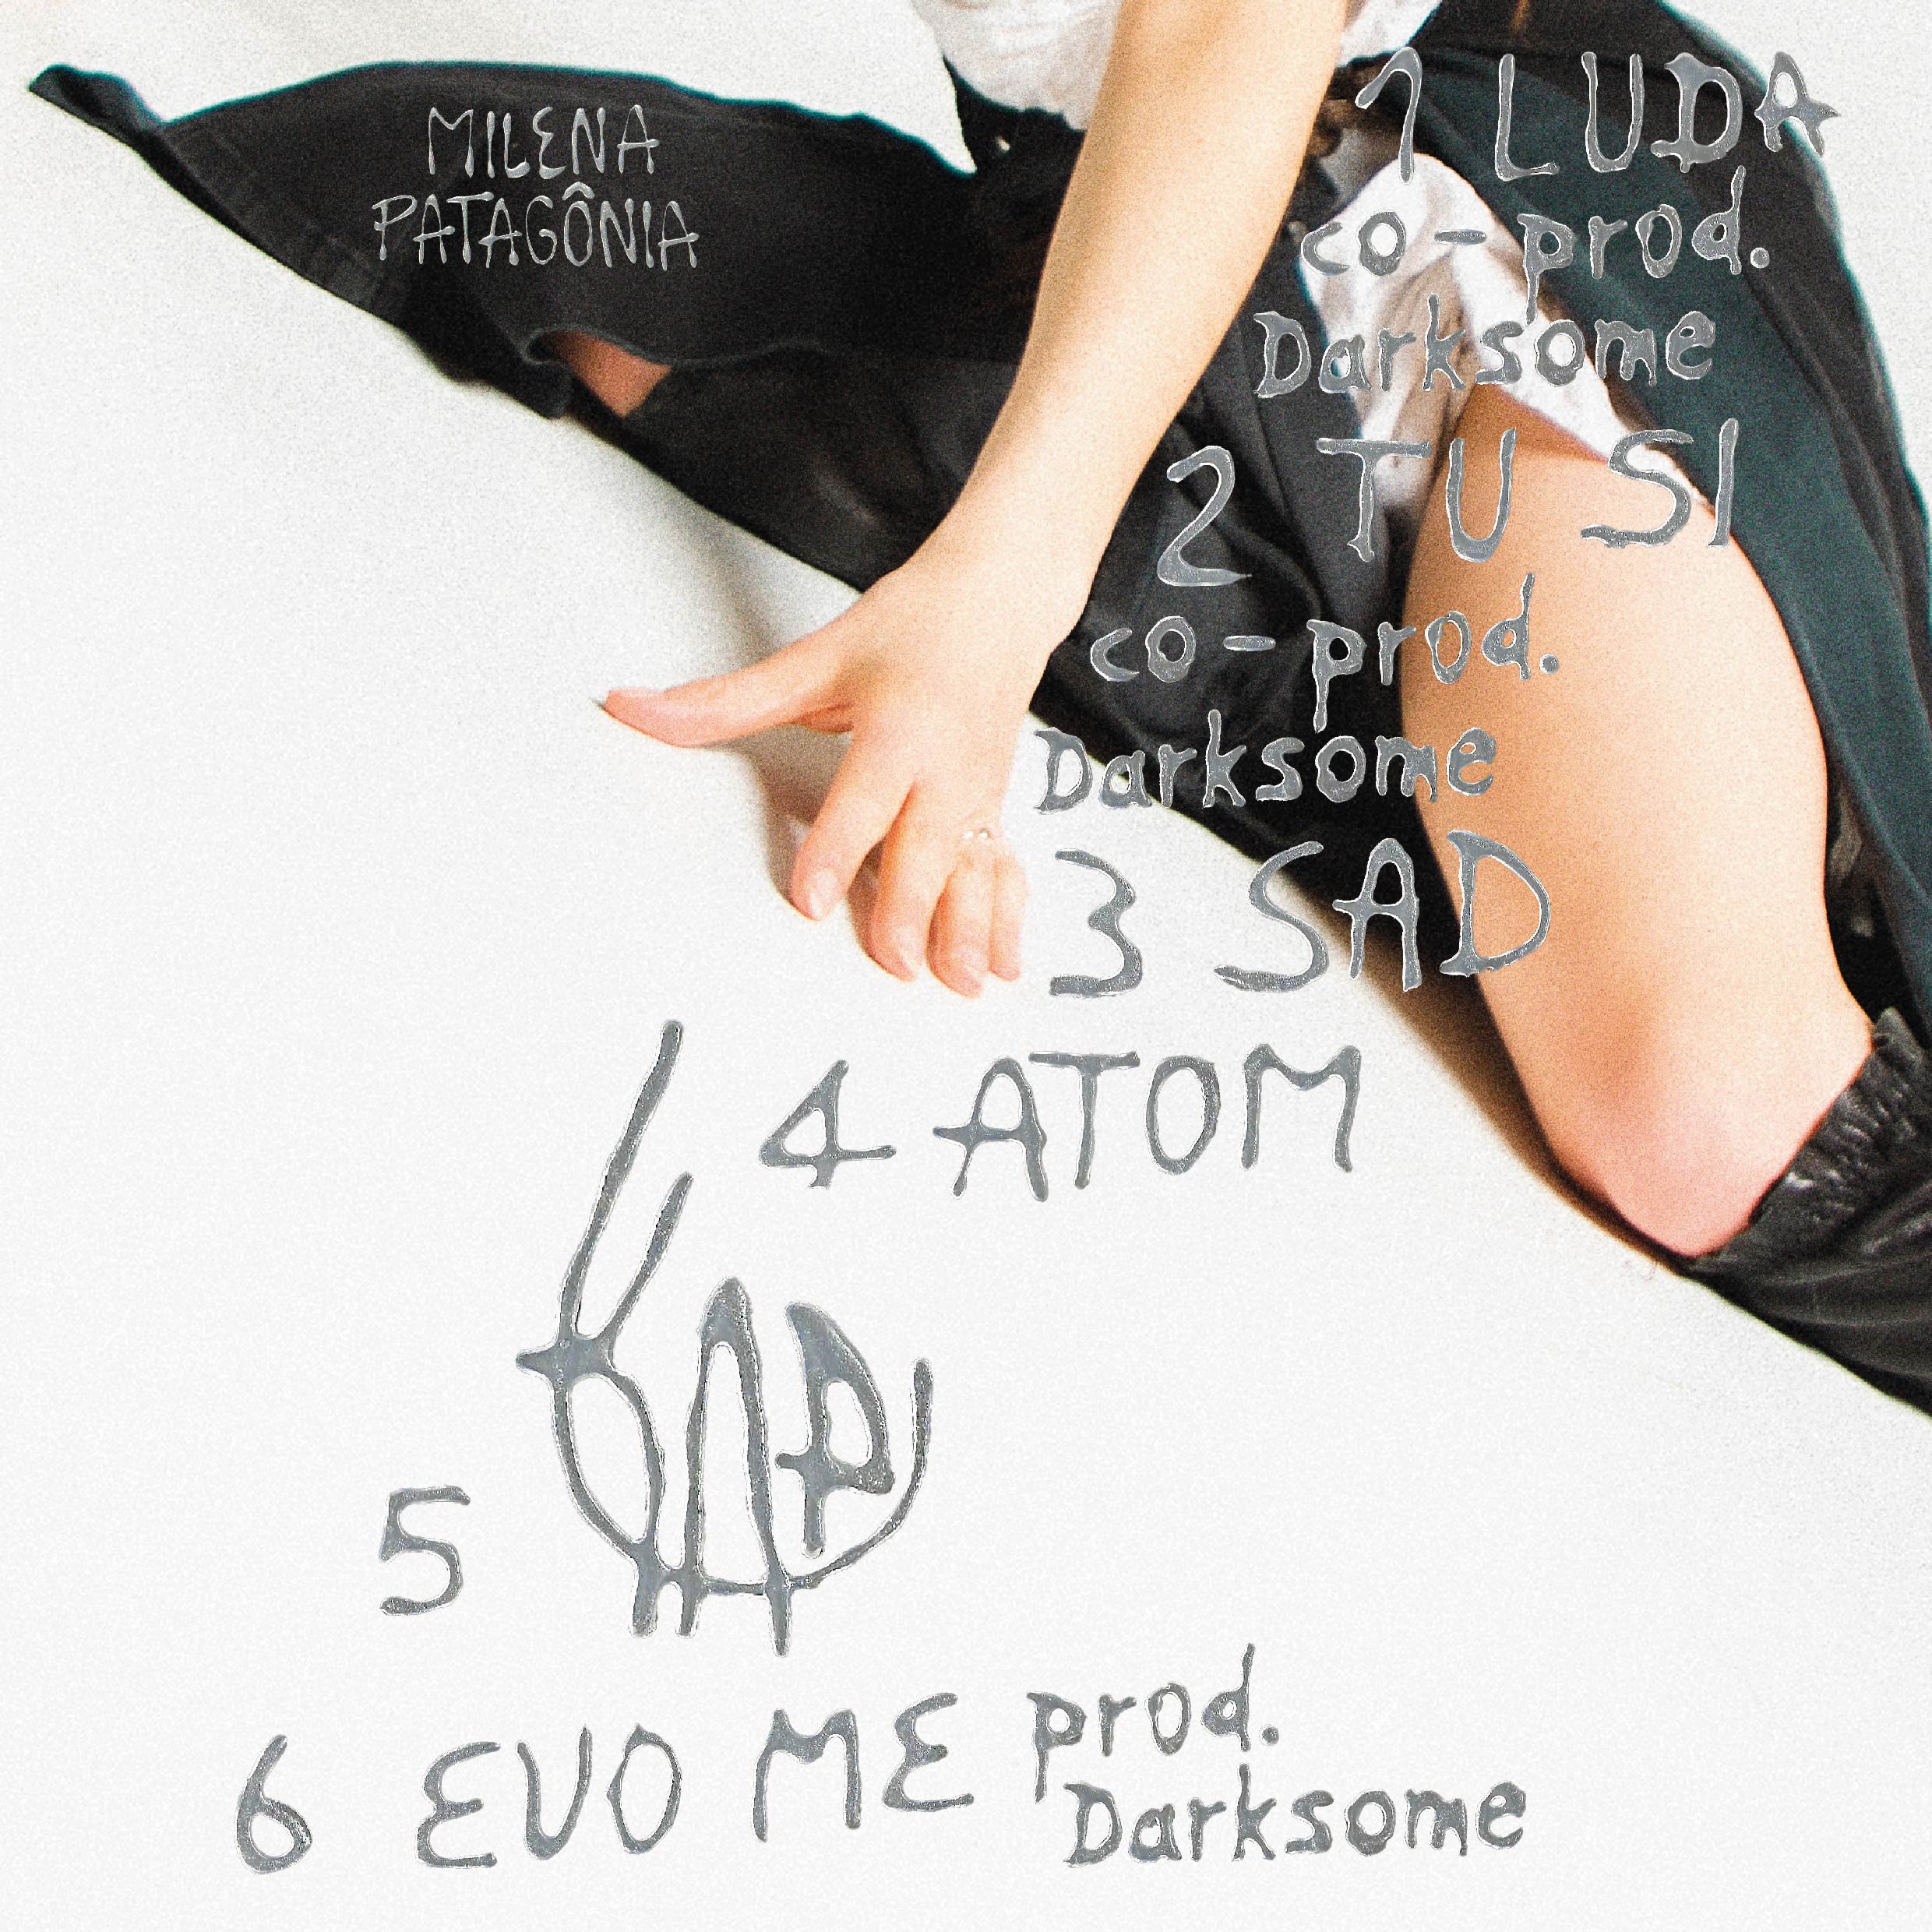 MILENA
PATAGÔNIA
1 LUDA
co-prod.
Darksome
2 TU SI
co-prod.
Darksome
3 SAD
4 ATOM
5
6 EVO ME prod.
Darksome